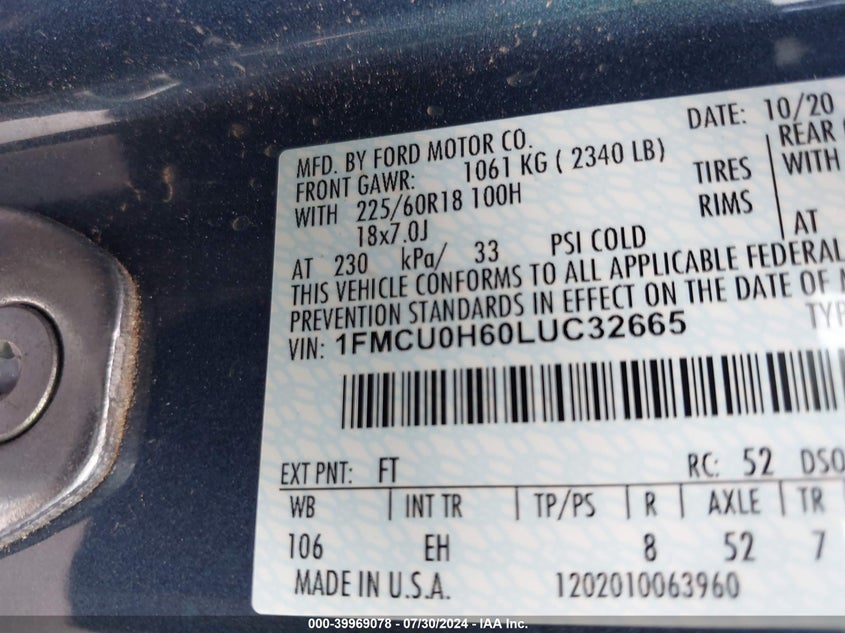 DATE: 10/20
MFD. BY FORD MOTOR CO.
FRONT GAWR: 1061 KG ( 2340 LB)
REAR
WITH 225/60R18 100H TIRES
WITH
18x7.0J RIMS
AT 230 kPa/ 33 PSI COLD
AT
THIS VEHICLE CONFORMS TO ALL APPLICABLE FEDERAL
PREVENTION STANDARDS IN EFFECT ON THE DATE OF
VIN: 1FMCU0H60LUC32665
EXT PNT: FT RC: 52 DSO
WB INT TR TP/PS R AXLE TR
106 EH 8 52 7
MADE IN U.S.A. 1202010063960
000-39969078 - 07/30/2024 - IAA Inc.